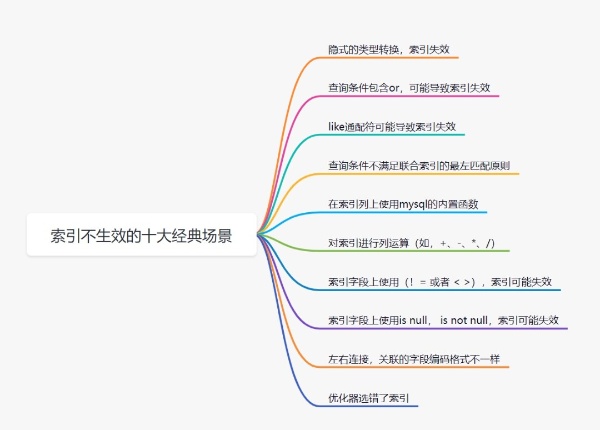 隐式的类型转换，索引失效
查询条件包含or，可能导致索引失效
like通配符可能导致索引失效
查询条件不满足联合索引的最左匹配原则
在索引列上使用mysql的内置函数
索引不生效的十大经典场景
对索引进行列运算（如，+、-、*、/）
索引字段上使用（！= 或者 < >），索引可能失效
索引字段上使用is null， is not null，索引可能失效
左右连接，关联的字段编码格式不一样
优化器选错了索引